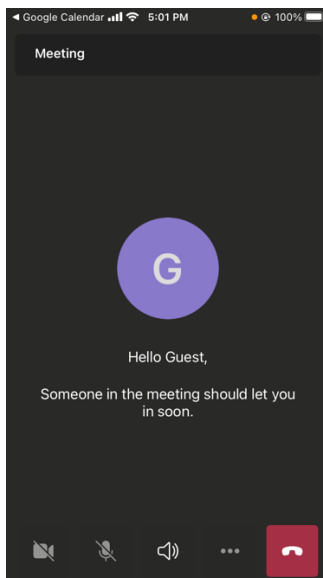 ◄ Google Calendar 5:01 PM 100%
Meeting
G
Hello Guest,
Someone in the meeting should let you
in soon.